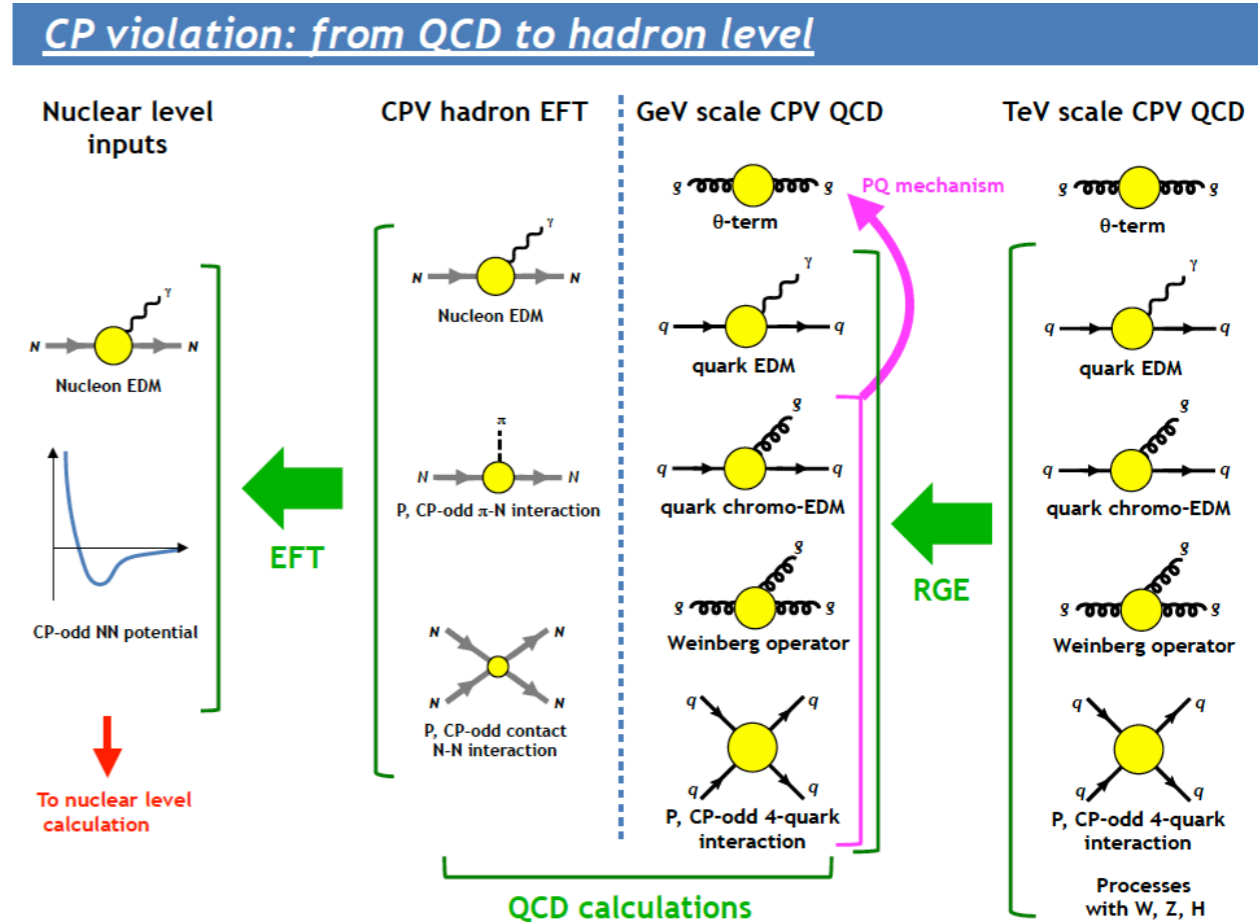 CP violation: from QCD to hadron level
Nuclear level
inputs
γ
N
N
Nucleon EDM
CP-odd NN potential
To nuclear level
calculation
EFT
CPV hadron EFT
γ
N
N
Nucleon EDM
π
N
N
P, CP-odd π-N interaction
N
N
N
N
P, CP-odd contact
N-N interaction
GeV scale CPV QCD
g
g
θ-term
PQ mechanism
γ
q
q
quark EDM
g
q
q
quark chromo-EDM
g
g
g
Weinberg operator
q
q
q
q
P, CP-odd 4-quark
interaction
QCD calculations
RGE
TeV scale CPV QCD
g
g
θ-term
γ
q
q
quark EDM
g
q
q
quark chromo-EDM
g
g
g
Weinberg operator
q
q
q
q
P, CP-odd 4-quark
interaction
Processes
with W, Z, H